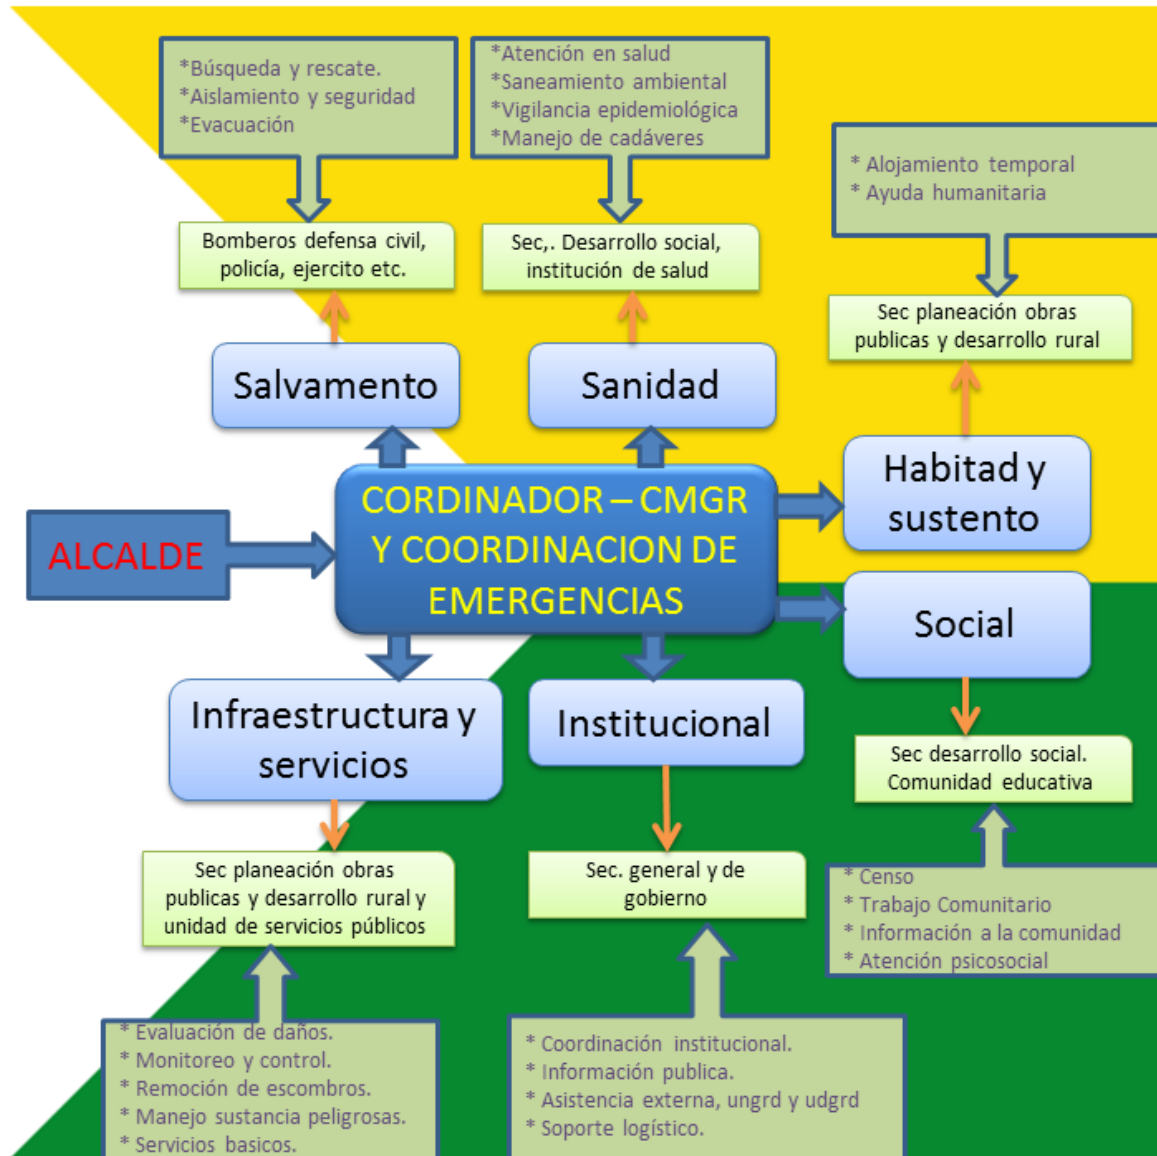 *Búsqueda y rescate.
*Aislamiento y seguridad
*Evacuación
*Atención en salud
*Saneamiento ambiental
*Vigilancia epidemiológica
*Manejo de cadáveres
* Alojamiento temporal
* Ayuda humanitaria
Bomberos defensa civil,
policía, ejercito etc.
Sec,. Desarrollo social,
institución de salud
Sec planeación obras
publicas y desarrollo rural
Salvamento
Sanidad
Habitad y
sustento
ALCALDE
CORDINADOR – CMGR
Y COORDINACION DE
EMERGENCIAS
Social
Infraestructura y
servicios
Institucional
Sec desarrollo social.
Comunidad educativa
Sec planeación obras
publicas y desarrollo rural y
unidad de servicios públicos
Sec. general y de
gobierno
* Censo
* Trabajo Comunitario
* Información a la comunidad
* Atención psicosocial
* Evaluación de daños.
* Monitoreo y control.
* Remoción de escombros.
* Manejo sustancia peligrosas.
* Servicios basicos.
* Coordinación institucional.
* Información publica.
* Asistencia externa, ungrd y udgrd
* Soporte logístico.